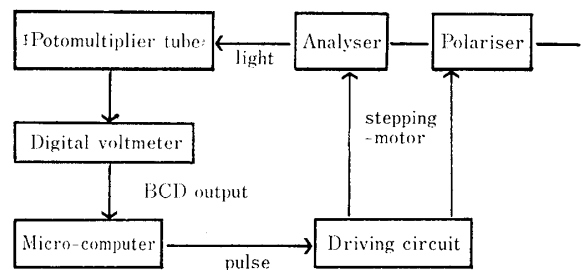 Potomultiplier tube
light
Analyser
Polariser
stepping
-motor
Digital voltmeter
BCD output
Micro-computer
pulse
Driving circuit